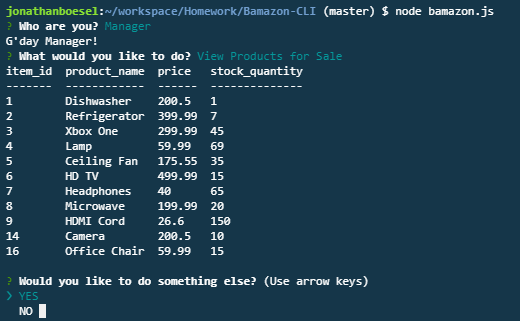 jonathanboesel:~/workspace/Homework/Bamazon-CLI (master) $ node bamazon.js
? Who are you? Manager
G'day Manager!
? What would you like to do? View Products for Sale
item_id  product_name  price   stock_quantity
-------  ------------  ------  --------------
1        Dishwasher    200.5   1
2        Refrigerator  399.99  7
3        Xbox One      299.99  45
4        Lamp          59.99   69
5        Ceiling Fan   175.55  35
6        HD TV         499.99  15
7        Headphones    40      65
8        Microwave     199.99  20
9        HDMI Cord     26.6    150
14       Camera        200.5   10
16       Office Chair  59.99   15
? Would you like to do something else? (Use arrow keys)
❯ YES
  NO